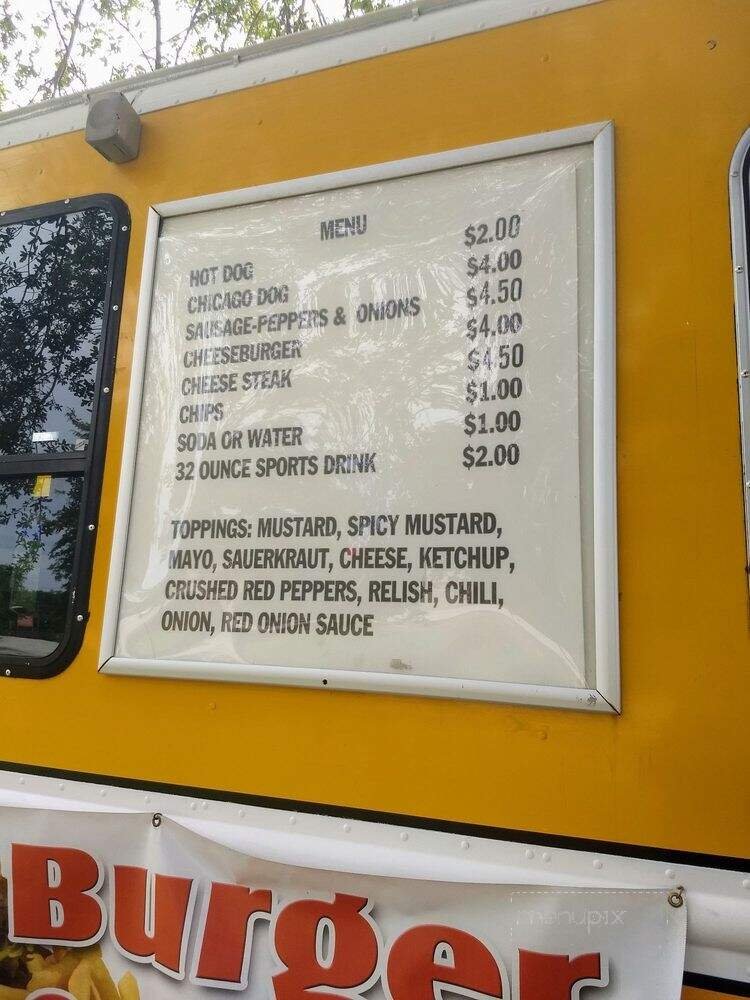 MENU
HOT DOG $2.00
CHICAGO DOG $4.00
SAUSAGE-PEPPERS & ONIONS $4.50
CHEESEBURGER $4.00
CHEESE STEAK $4.50
CHIPS $1.00
SODA OR WATER $1.00
32 OUNCE SPORTS DRINK $2.00
TOPPINGS: MUSTARD, SPICY MUSTARD,
MAYO, SAUERKRAUT, CHEESE, KETCHUP,
CRUSHED RED PEPPERS, RELISH, CHILI,
ONION, RED ONION SAUCE
menupix
Burger